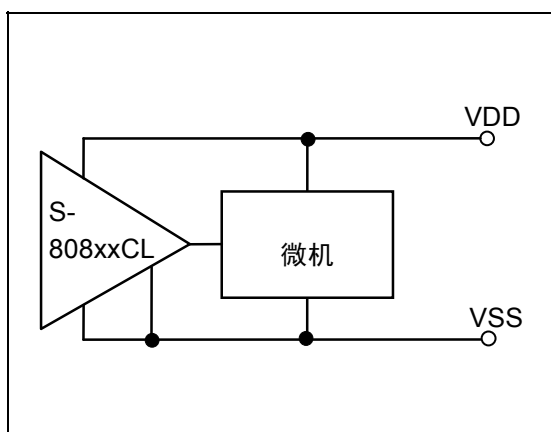 VDD
S-
808xxCL
微机
VSS